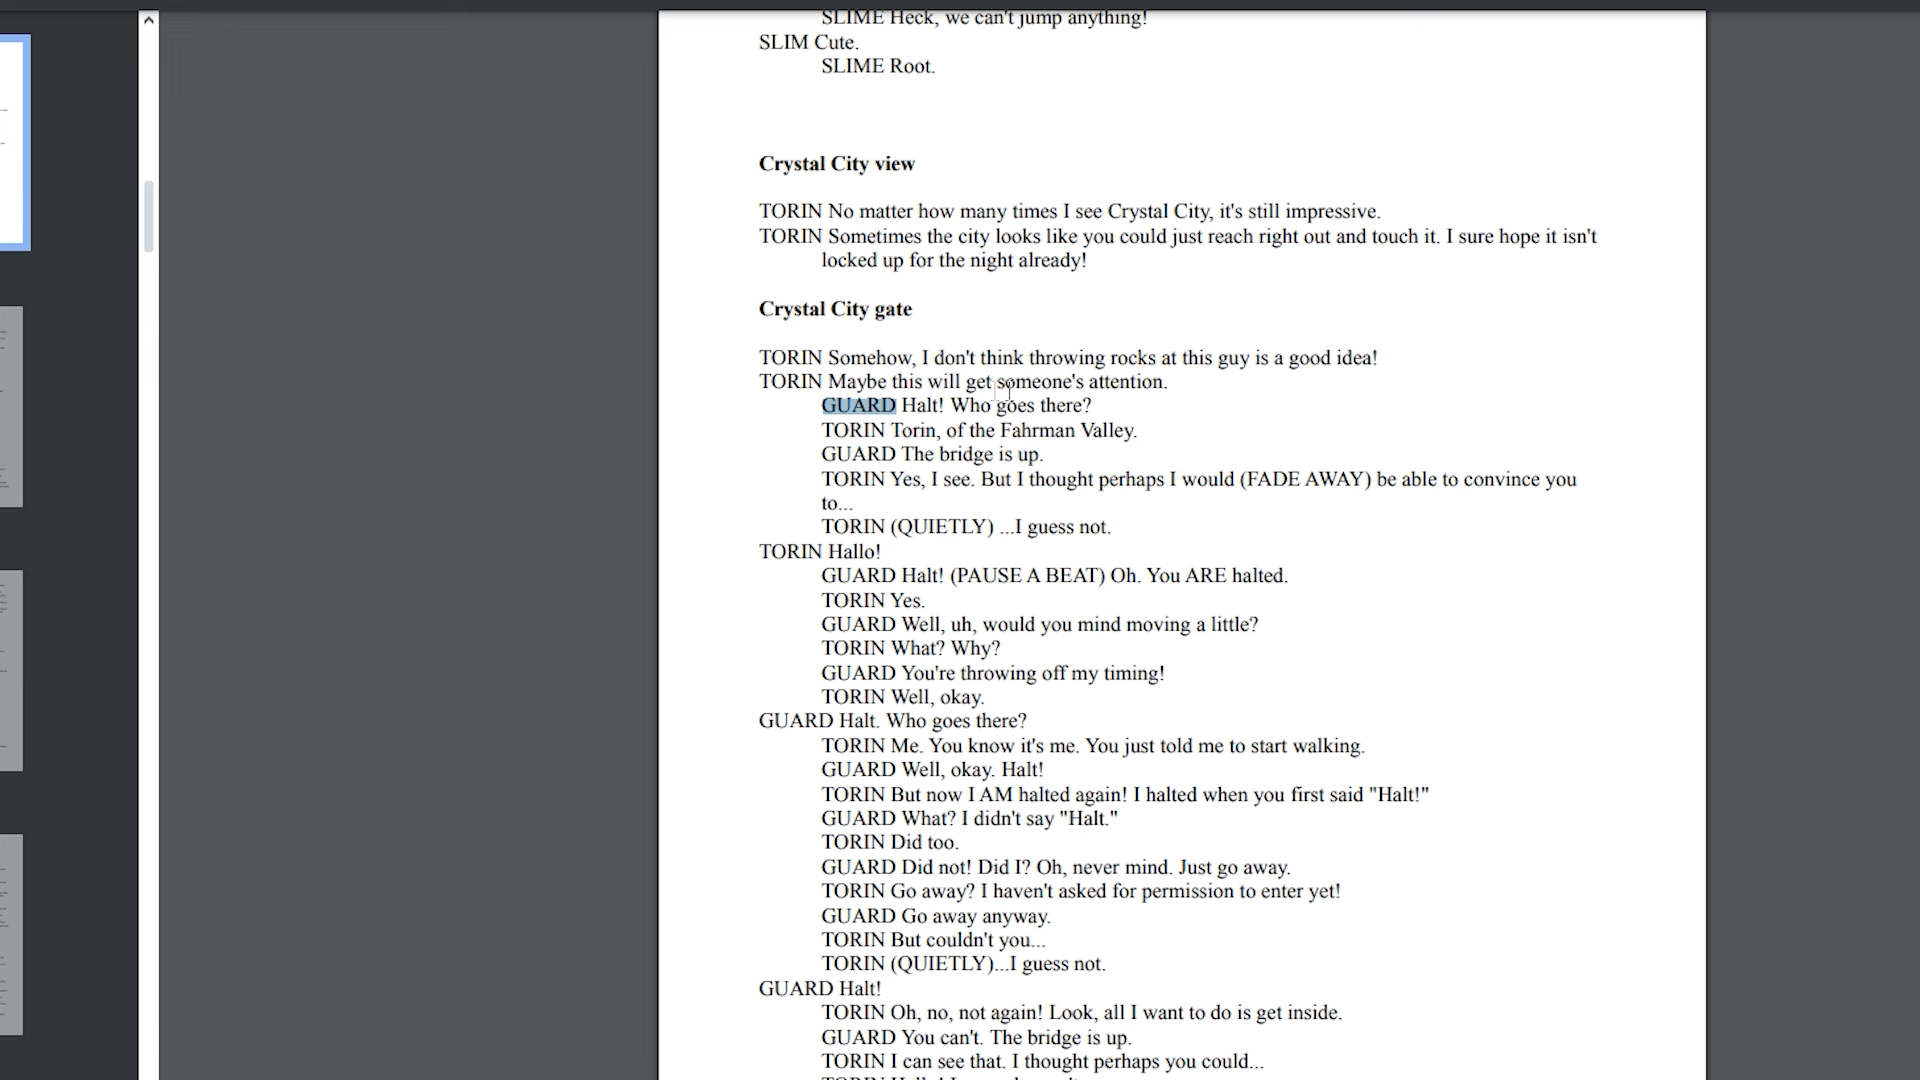 SLIME Heck, we can't jump anything!
SLIM Cute.
SLIME Root.
Crystal City view
TORIN No matter how many times I see Crystal City, it's still impressive.
TORIN Sometimes the city looks like you could just reach right out and touch it. I sure hope it isn't
locked up for the night already!
Crystal City gate
TORIN Somehow, I don't think throwing rocks at this guy is a good idea!
TORIN Maybe this will get someone's attention.
GUARD Halt! Who goes there?
TORIN Torin, of the Fahrman Valley.
GUARD The bridge is up.
TORIN Yes, I see. But I thought perhaps I would (FADE AWAY) be able to convince you
to...
TORIN (QUIETLY) ...I guess not.
TORIN Hallo!
GUARD Halt! (PAUSE A BEAT) Oh. You ARE halted.
TORIN Yes.
GUARD Well, uh, would you mind moving a little?
TORIN What? Why?
GUARD You're throwing off my timing!
TORIN Well, okay.
GUARD Halt. Who goes there?
TORIN Me. You know it's me. You just told me to start walking.
GUARD Well, okay. Halt!
TORIN But now I AM halted again! I halted when you first said "Halt!"
GUARD What? I didn't say "Halt."
TORIN Did too.
GUARD Did not! Did I? Oh, never mind. Just go away.
TORIN Go away? I haven't asked for permission to enter yet!
GUARD Go away anyway.
TORIN But couldn't you...
TORIN (QUIETLY)...I guess not.
GUARD Halt!
TORIN Oh, no, not again! Look, all I want to do is get inside.
GUARD You can't. The bridge is up.
TORIN I can see that. I thought perhaps you could...